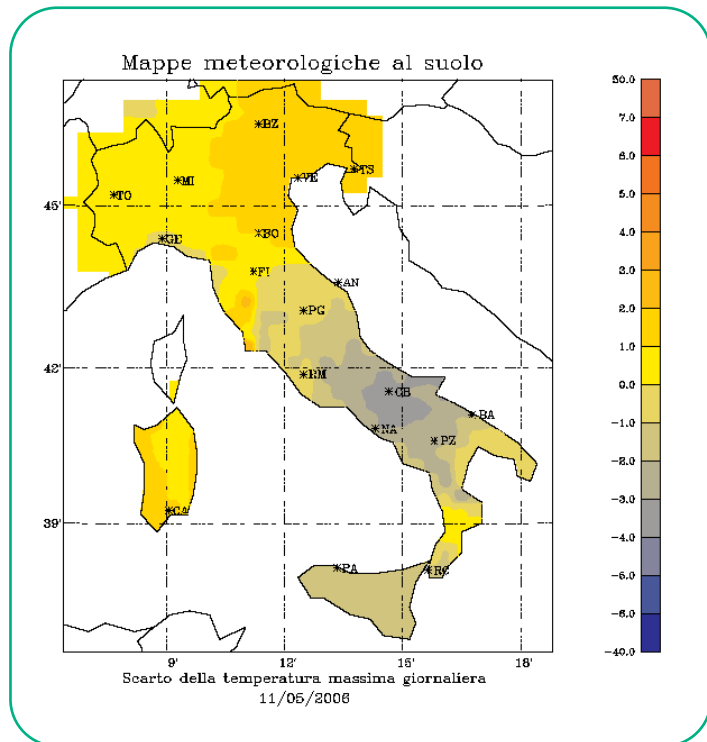 Mappe meteorologiche al suolo
50.0
7.0
6.0
5.0
4.0
3.0
2.0
1.0
0.0
-1.0
-2.0
-3.0
-4.0
-5.0
-6.0
-40.0
BZ
TS
VE
MI
TO
45'
BO
GE
FI
AN
PG
42'
RM
CB
BA
NA
PZ
CA
39'
PA
RC
9'
12'
15'
18'
Scarto della temperatura massima giornaliera
11/05/2006